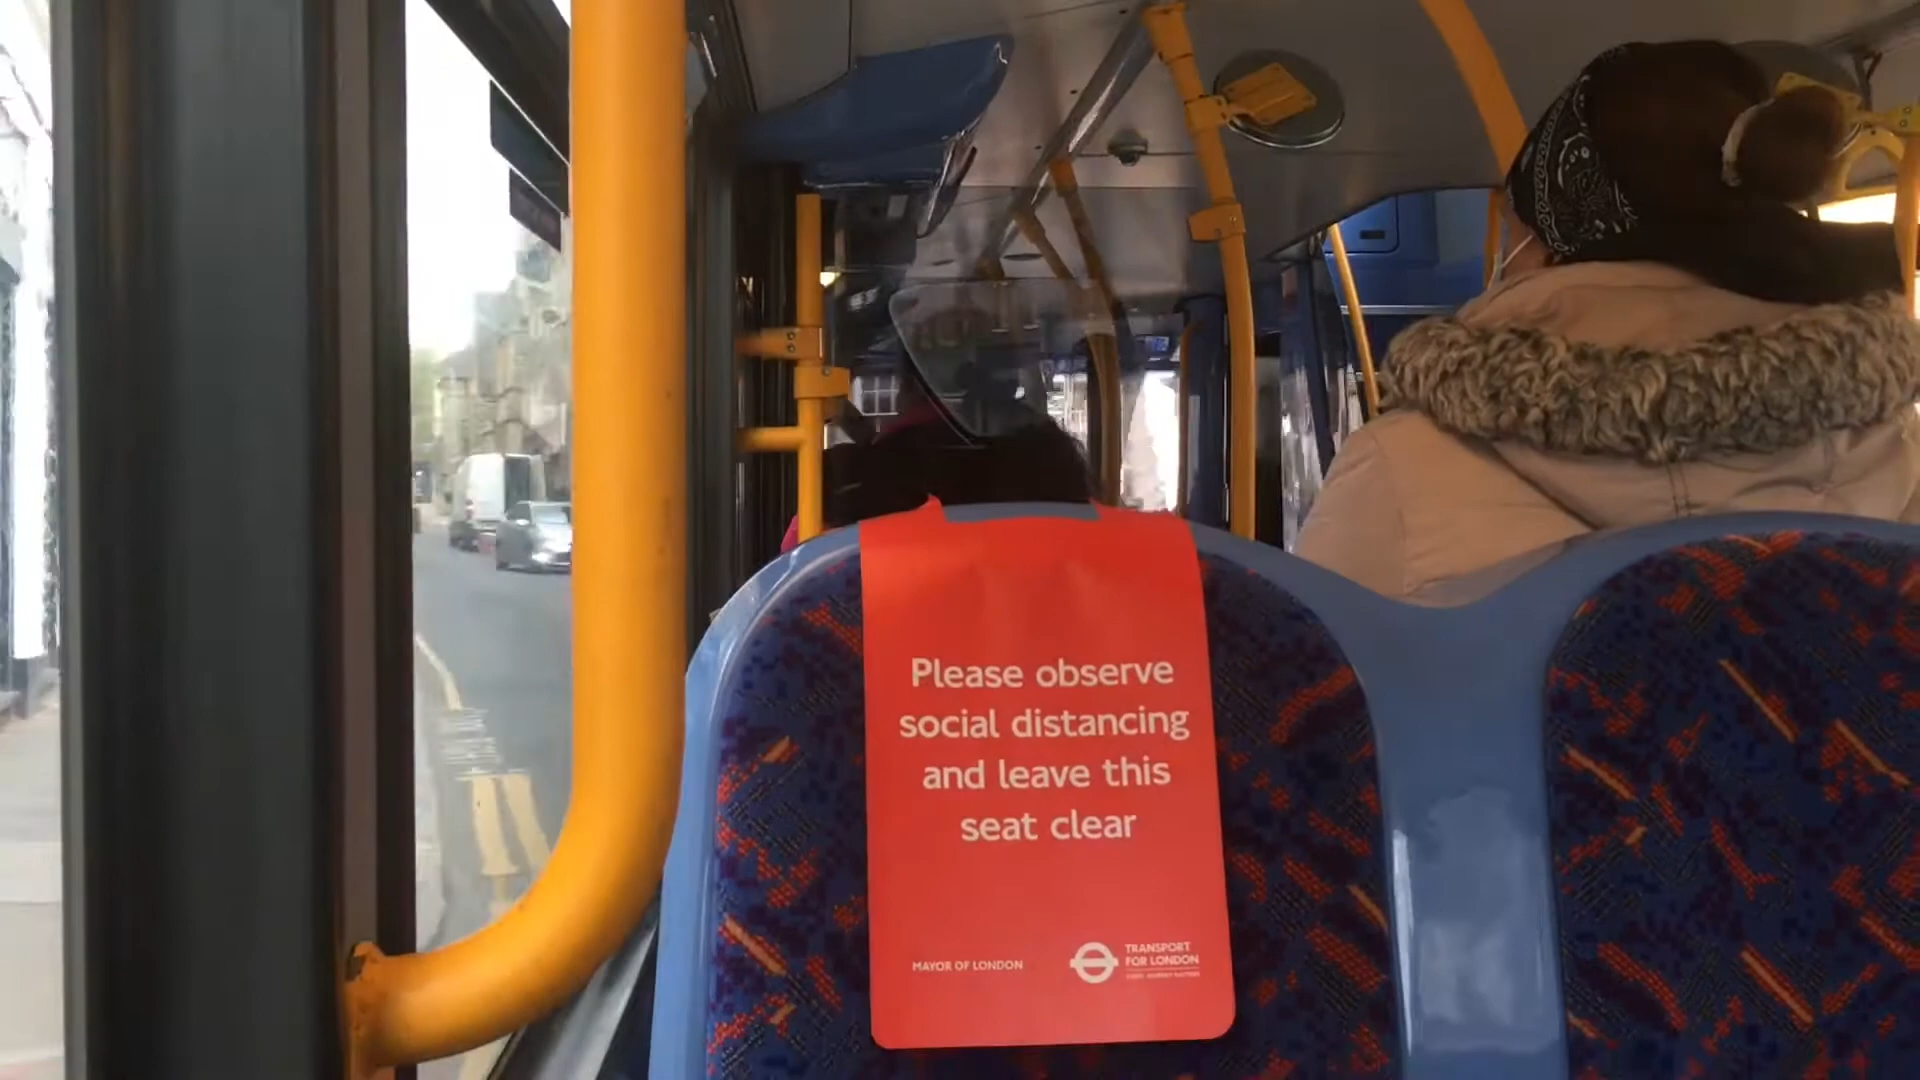 Please observe
social distancing
and leave this
seat clear
MAYOR OF LONDON
TRANSPORT
FOR LONDON